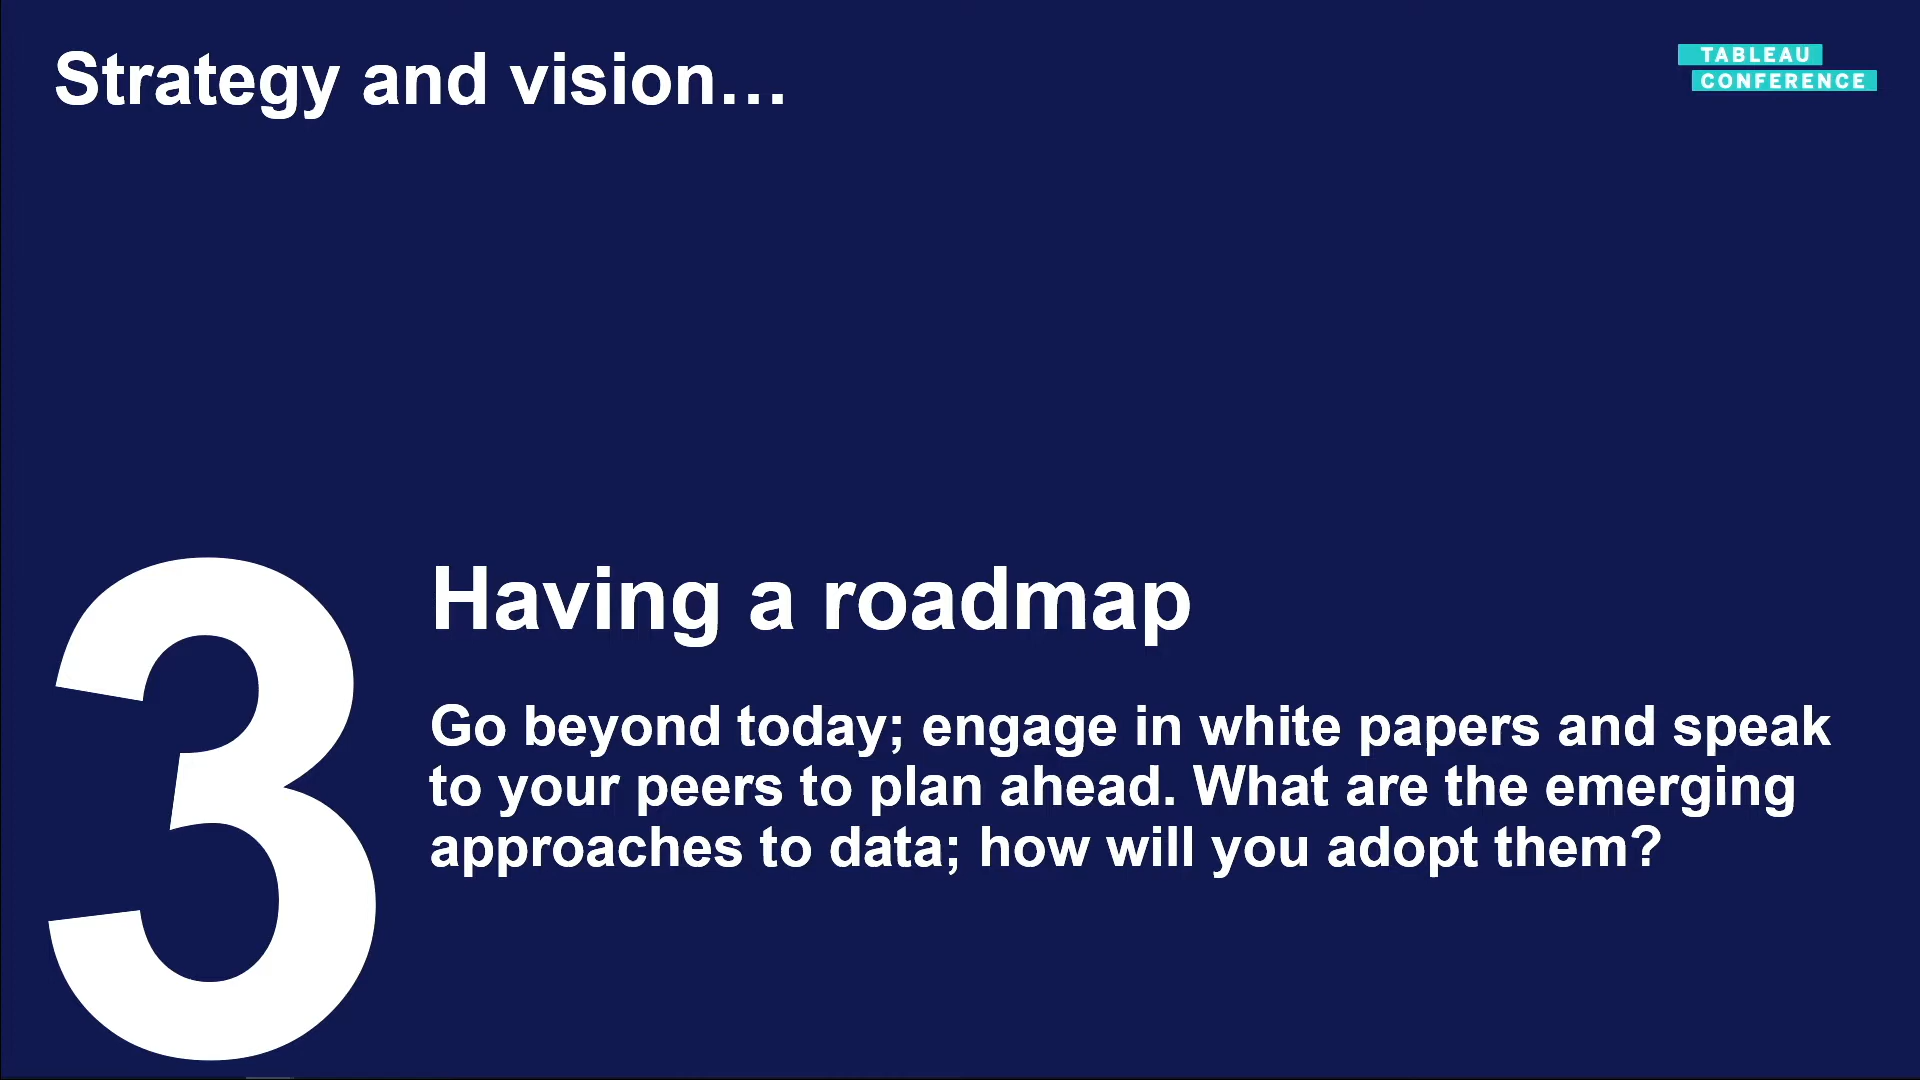 Strategy and vision...
TABLEAU
CONFERENCE
3
Having a roadmap
Go beyond today; engage in white papers and speak
to your peers to plan ahead. What are the emerging
approaches to data; how will you adopt them?